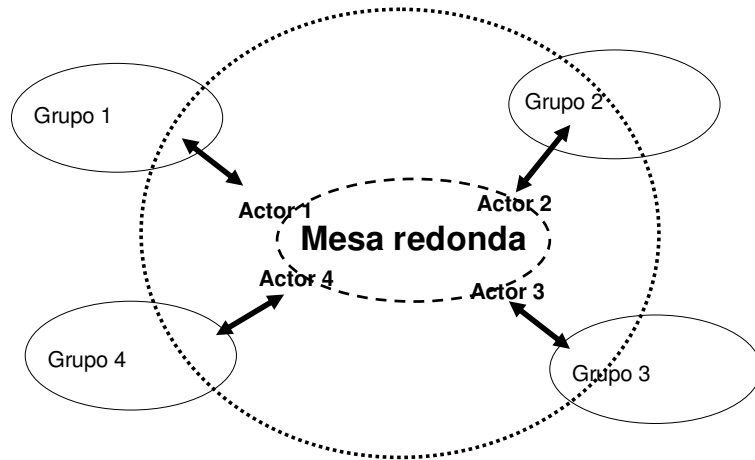 Grupo 1
Grupo 2
Actor 1
Actor 2
Mesa redonda
Actor 4
Actor 3
Grupo 4
Grupo 3